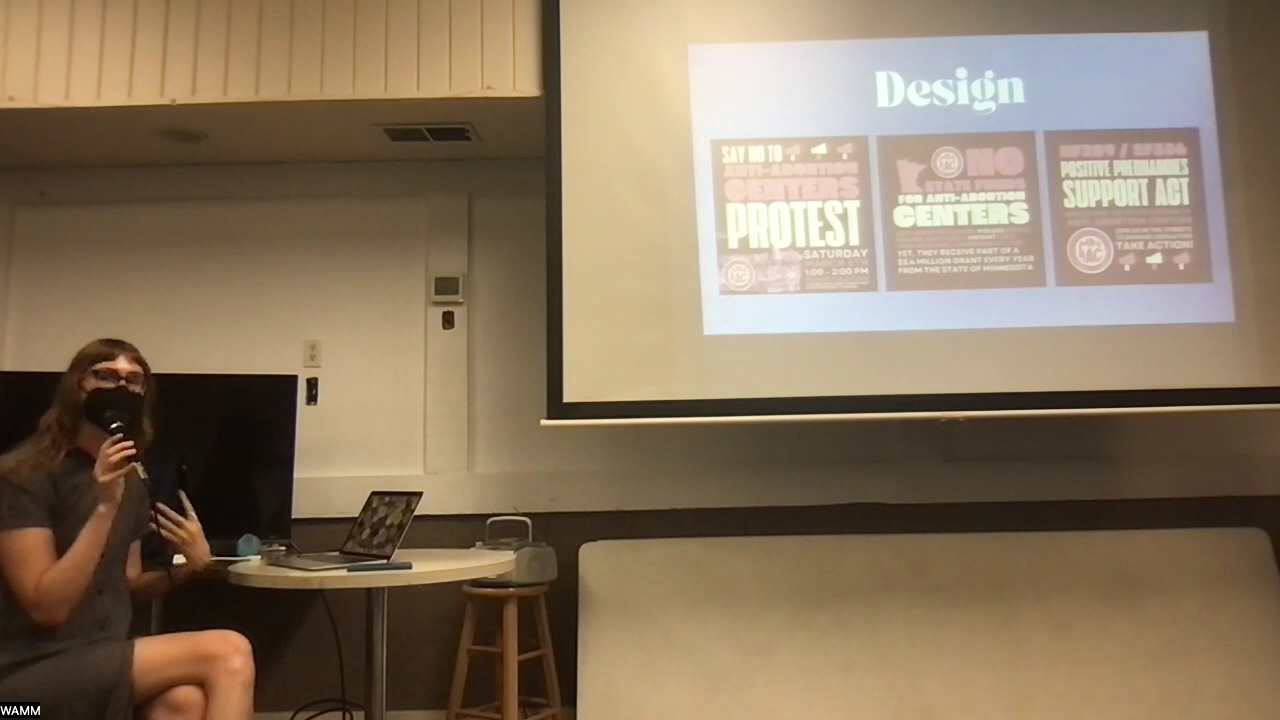 Design
SAY NO TO
ANTI-ABORTION
CENTERS
PROTEST
SATURDAY
MARCH 4TH
1:00 - 2:00 PM
NO
STATE FUNDS
FOR ANTI-ABORTION
CENTERS
YET, THEY RECEIVE PART OF A
$3.4 MILLION GRANT EVERY YEAR
FROM THE STATE OF MINNESOTA
POSITIVE PREGNANCIES
SUPPORT ACT
TAKE ACTION!
WAMM